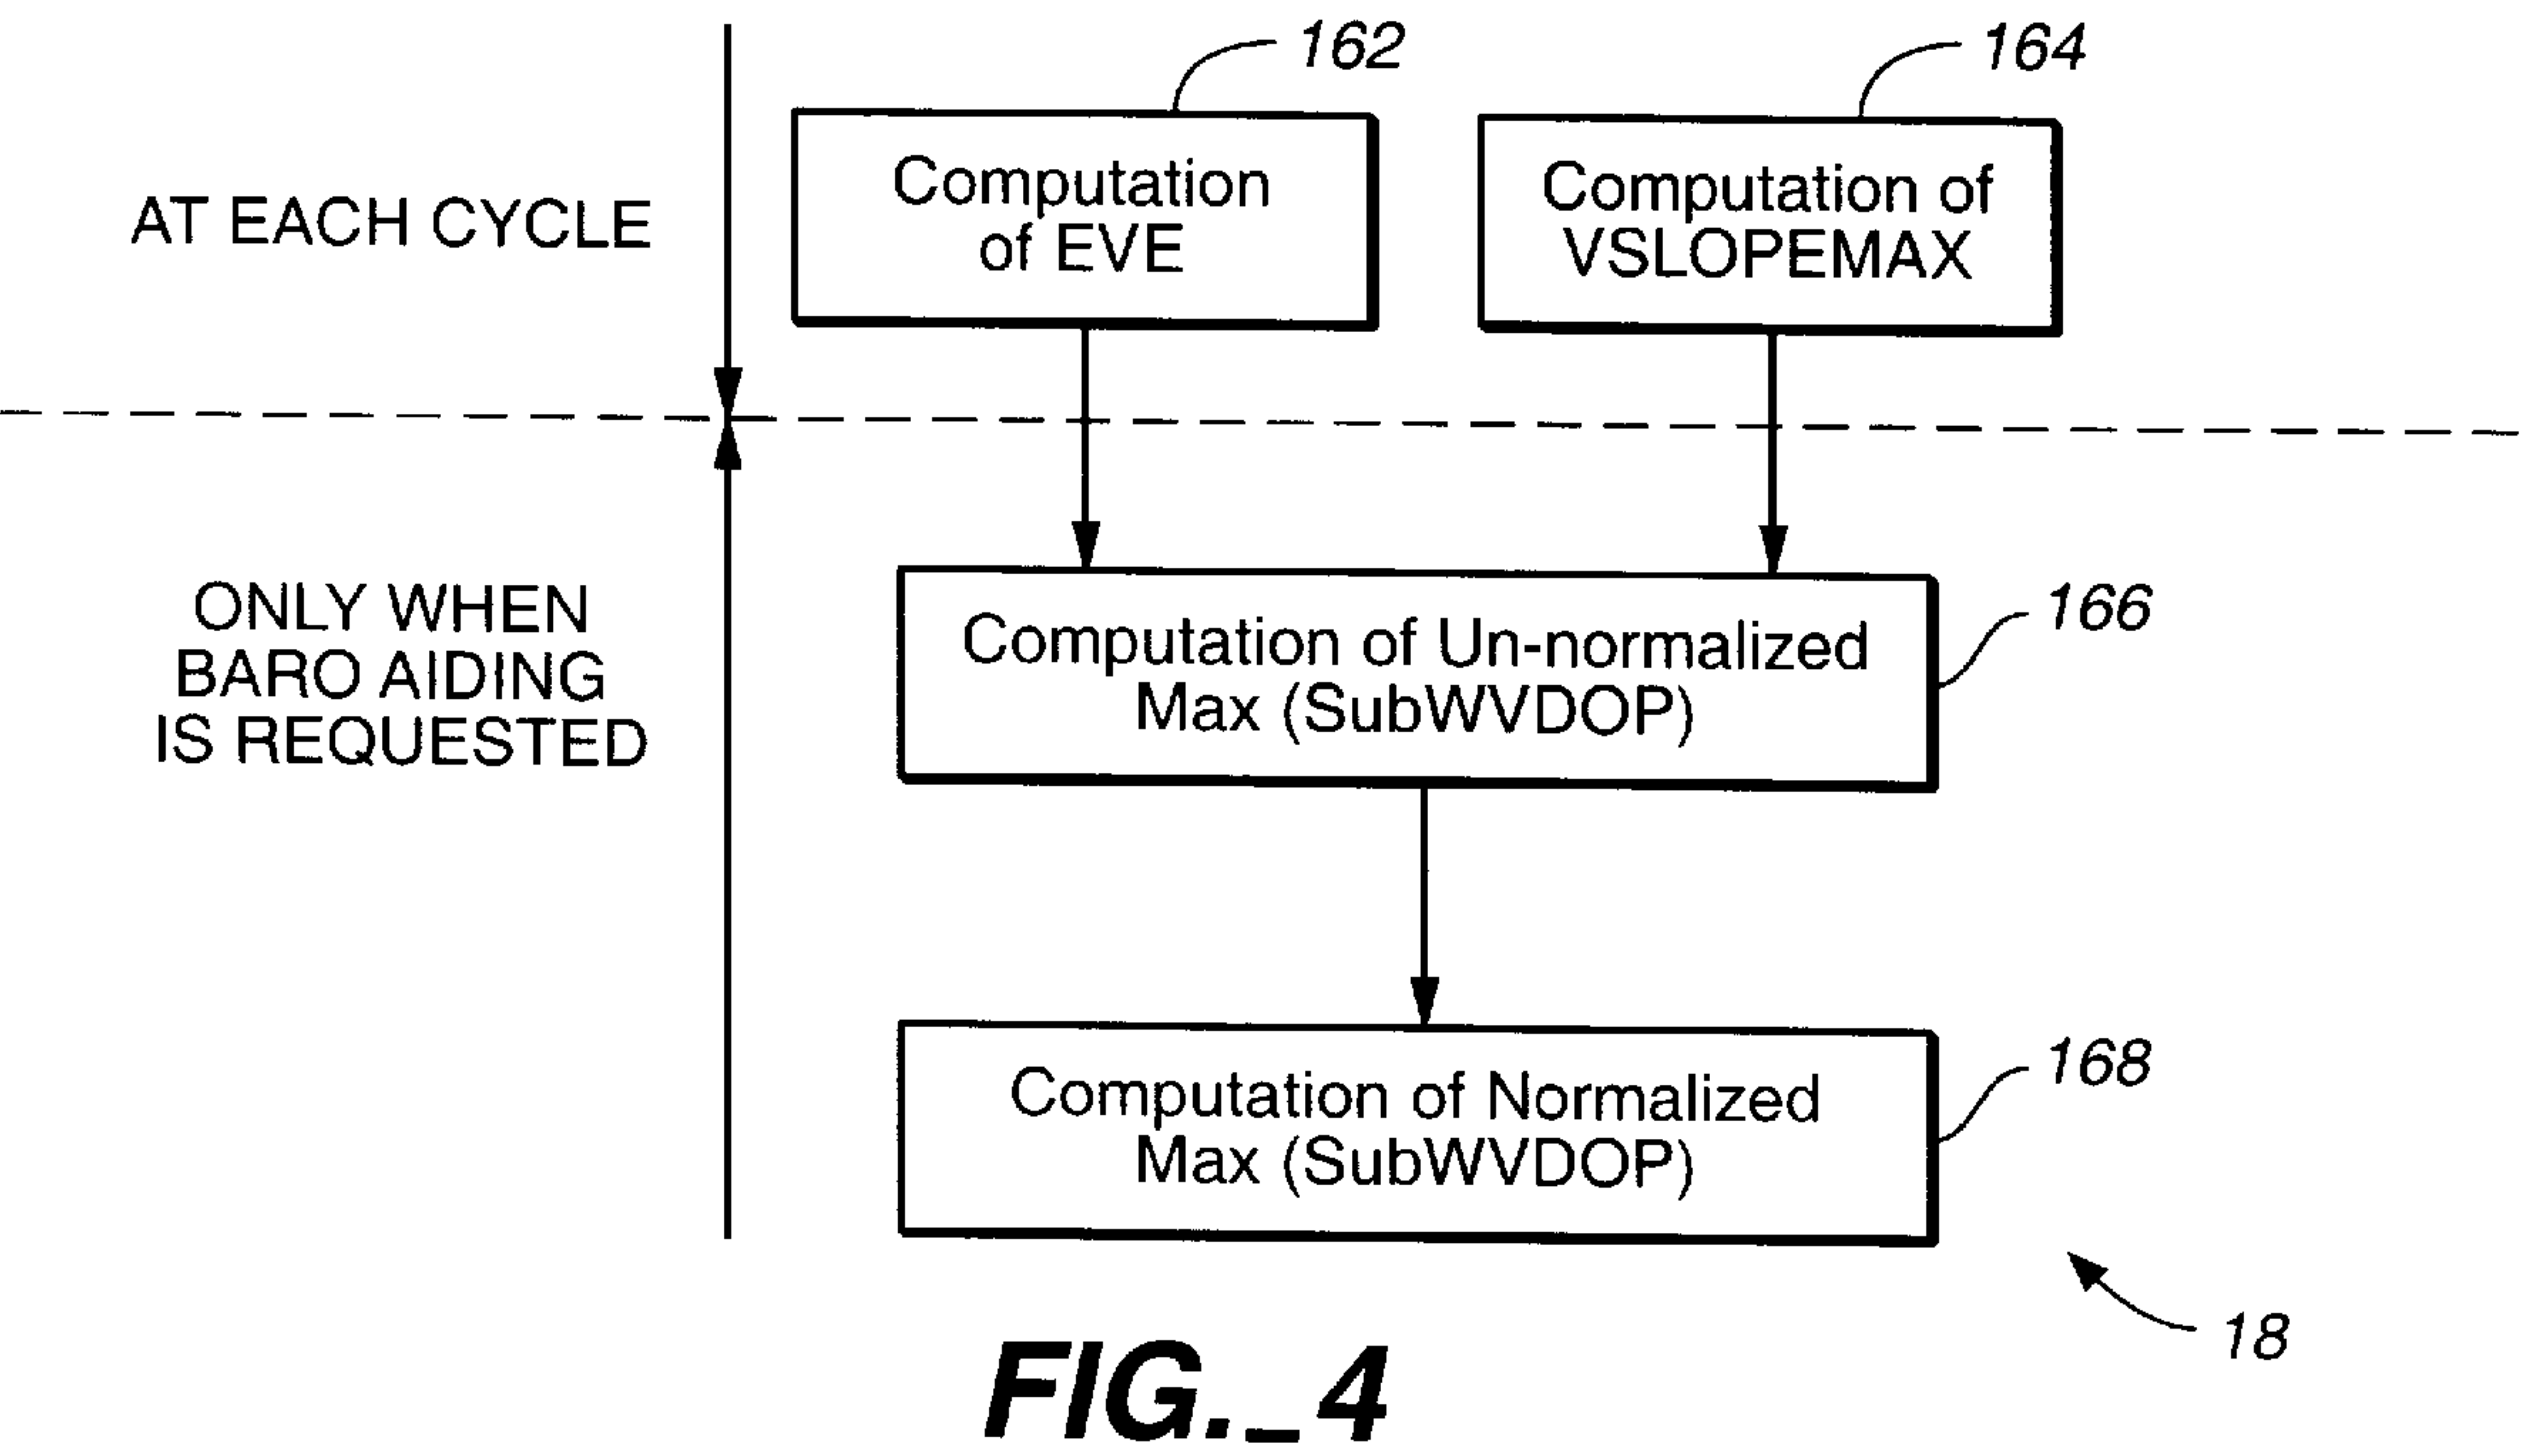 162
164
AT EACH CYCLE
Computation
of EVE
Computation of
VSLOPEMAX
ONLY WHEN
BARO AIDING
IS REQUESTED
Computation of Un-normalized
Max (SubWVDOP)
166
Computation of Normalized
Max (SubWVDOP)
168
18
FIG._4